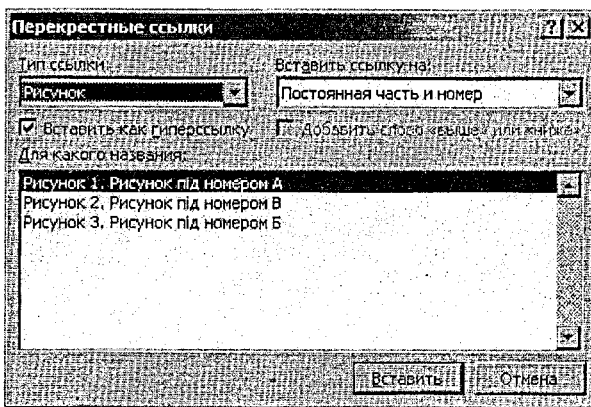 Перекрестные ссылки
Тип ссылки: Вставить ссылку на:
Рисунок Постоянная часть и номер
Вставить как гиперссылку Добавить слово «выше» или «ниже»
Для какого названия:
Рисунок 1. Рисунок під номером А
Рисунок 2. Рисунок під номером В
Рисунок 3. Рисунок під номером Б
Вставить Отмена